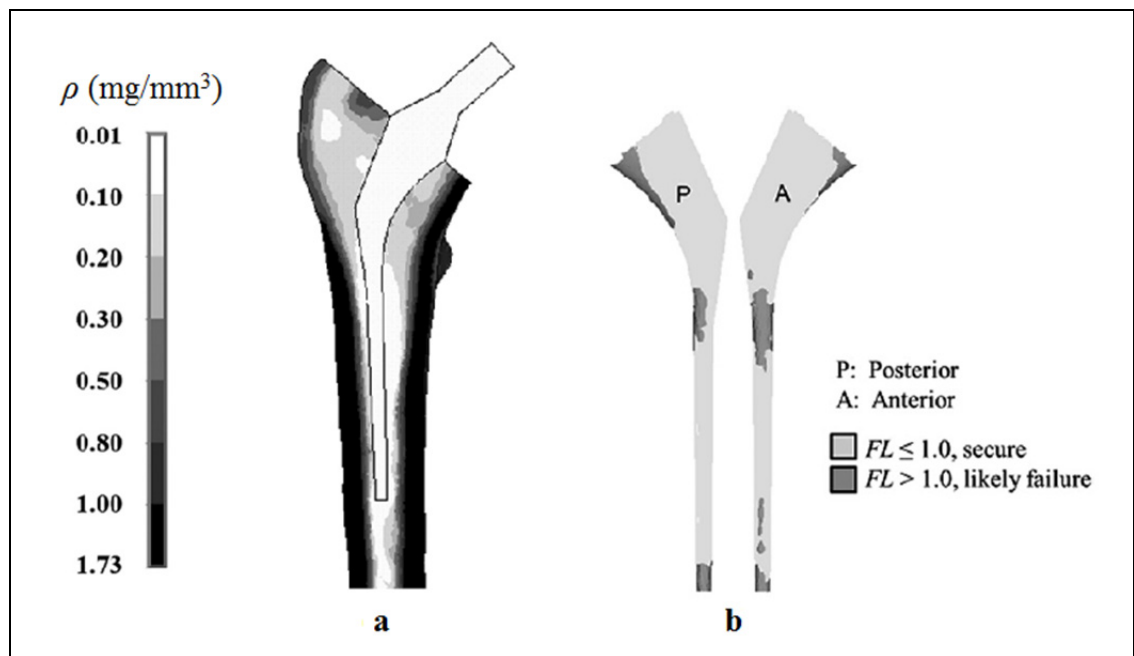 ρ (mg/mm³)
0.01
0.10
0.20
0.30
0.50
0.80
1.00
1.73
a
P
A
P: Posterior
A: Anterior
FL ≤ 1.0, secure
FL > 1.0, likely failure
b